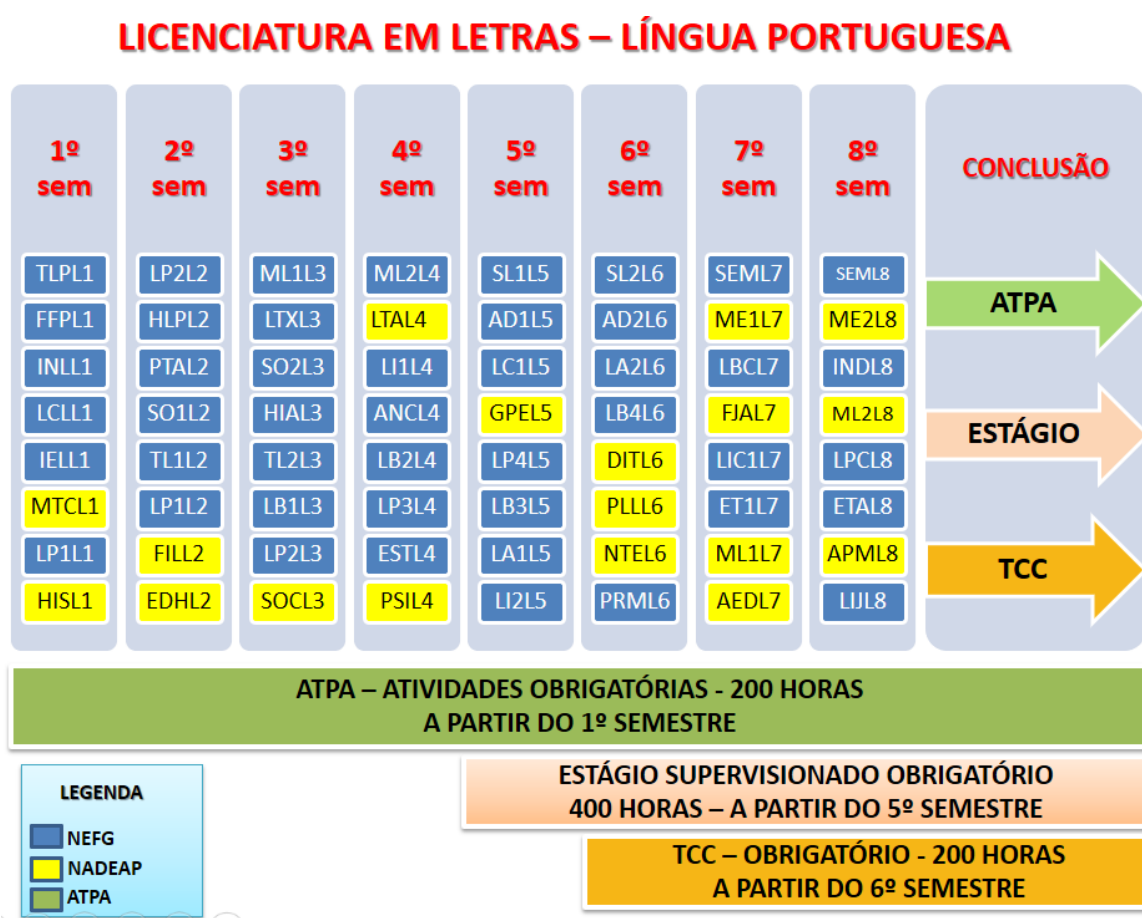 LICENCIATURA EM LETRAS – LÍNGUA PORTUGUESA
1º sem
2º sem
3º sem
4º sem
5º sem
6º sem
7º sem
8º sem
CONCLUSÃO
TLPL1 LP2L2 ML1L3 ML2L4 SL1L5 SL2L6 SEML7 SEML8
FFPL1 HLPL2 LTXL3 LTAL4 AD1L5 AD2L6 ME1L7 ME2L8
INLL1 PTAL2 SO2L3 LI1L4 LC1L5 LA2L6 LBCL7 INDL8
LCLL1 SO1L2 HIAL3 ANCL4 GPEL5 LB4L6 FJAL7 ML2L8
IELL1 TL1L2 TL2L3 LB2L4 LP4L5 DITL6 LIC1L7 LPCL8
MTCL1 LP1L2 LB1L3 LP3L4 LB3L5 PLLL6 ET1L7 ETAL8
LP1L1 FILL2 LP2L3 ESTL4 LA1L5 NTEL6 ML1L7 APML8
HISL1 EDHL2 SOCL3 PSIL4 LI2L5 PRML6 AEDL7 LIJL8
ATPA
ESTÁGIO
TCC
ATPA – ATIVIDADES OBRIGATÓRIAS - 200 HORAS
A PARTIR DO 1º SEMESTRE
ESTÁGIO SUPERVISIONADO OBRIGATÓRIO
400 HORAS – A PARTIR DO 5º SEMESTRE
TCC – OBRIGATÓRIO - 200 HORAS
A PARTIR DO 6º SEMESTRE
LEGENDA
NEFG
NADEAP
ATPA